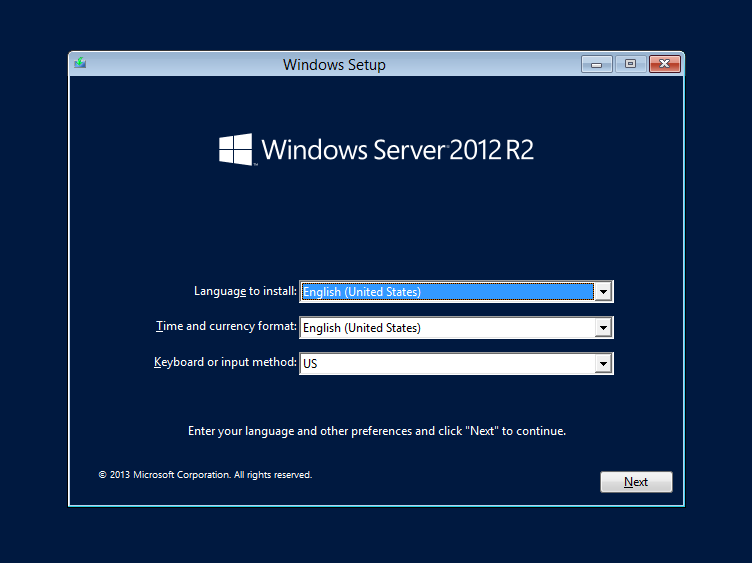 Windows Setup
Windows Server 2012 R2
Language to install: English (United States)
Time and currency format: English (United States)
Keyboard or input method: US
Enter your language and other preferences and click "Next" to continue.
© 2013 Microsoft Corporation. All rights reserved.
Next